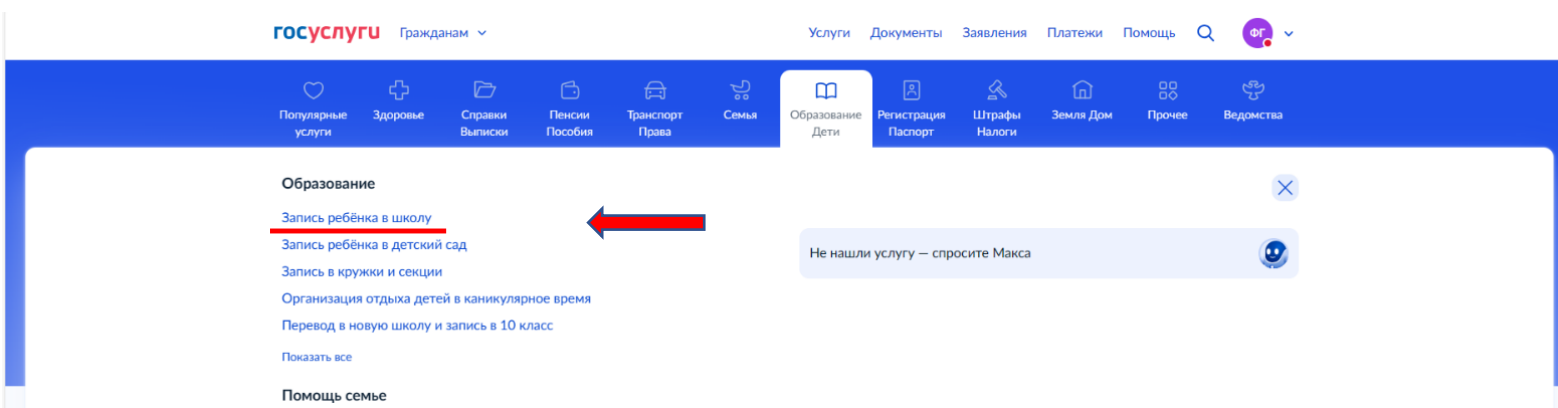 госуслуги Гражданам Услуги Документы Заявления Платежи Помощь ФГ
Популярные услуги
Здоровье
Справки Выписки
Пенсии Пособия
Транспорт Права
Семья
Образование Дети
Регистрация Паспорт
Штрафы Налоги
Земля Дом
Прочее
Ведомства
Образование
Запись ребёнка в школу
Запись ребёнка в детский сад
Запись в кружки и секции
Организация отдыха детей в каникулярное время
Перевод в новую школу и запись в 10 класс
Показать все
Помощь семье
Не нашли услугу — спросите Макса